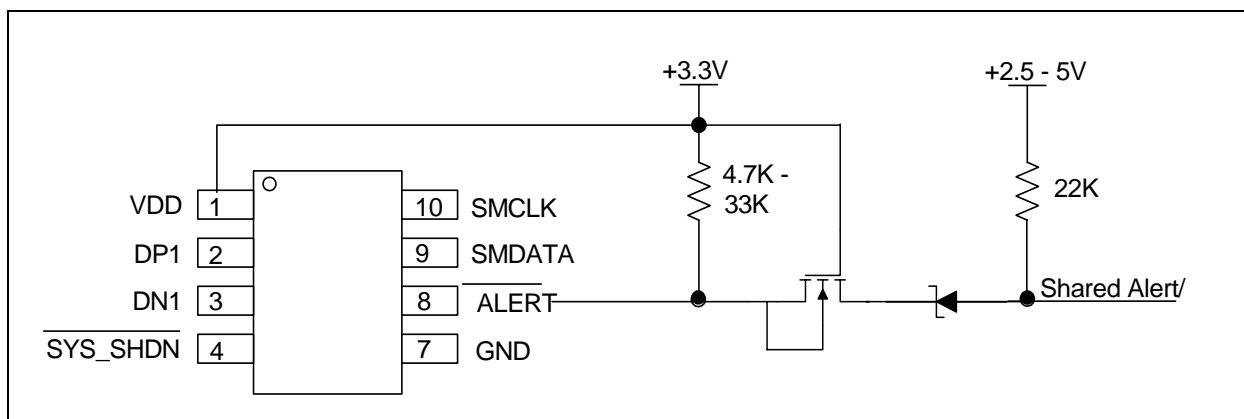 +3.3V
+2.5 - 5V
4.7K -
33K
22K
VDD 1
10 SMCLK
DP1 2
9 SMDATA
DN1 3
8 ALERT
SYS_SHDN 4
7 GND
Shared Alert/